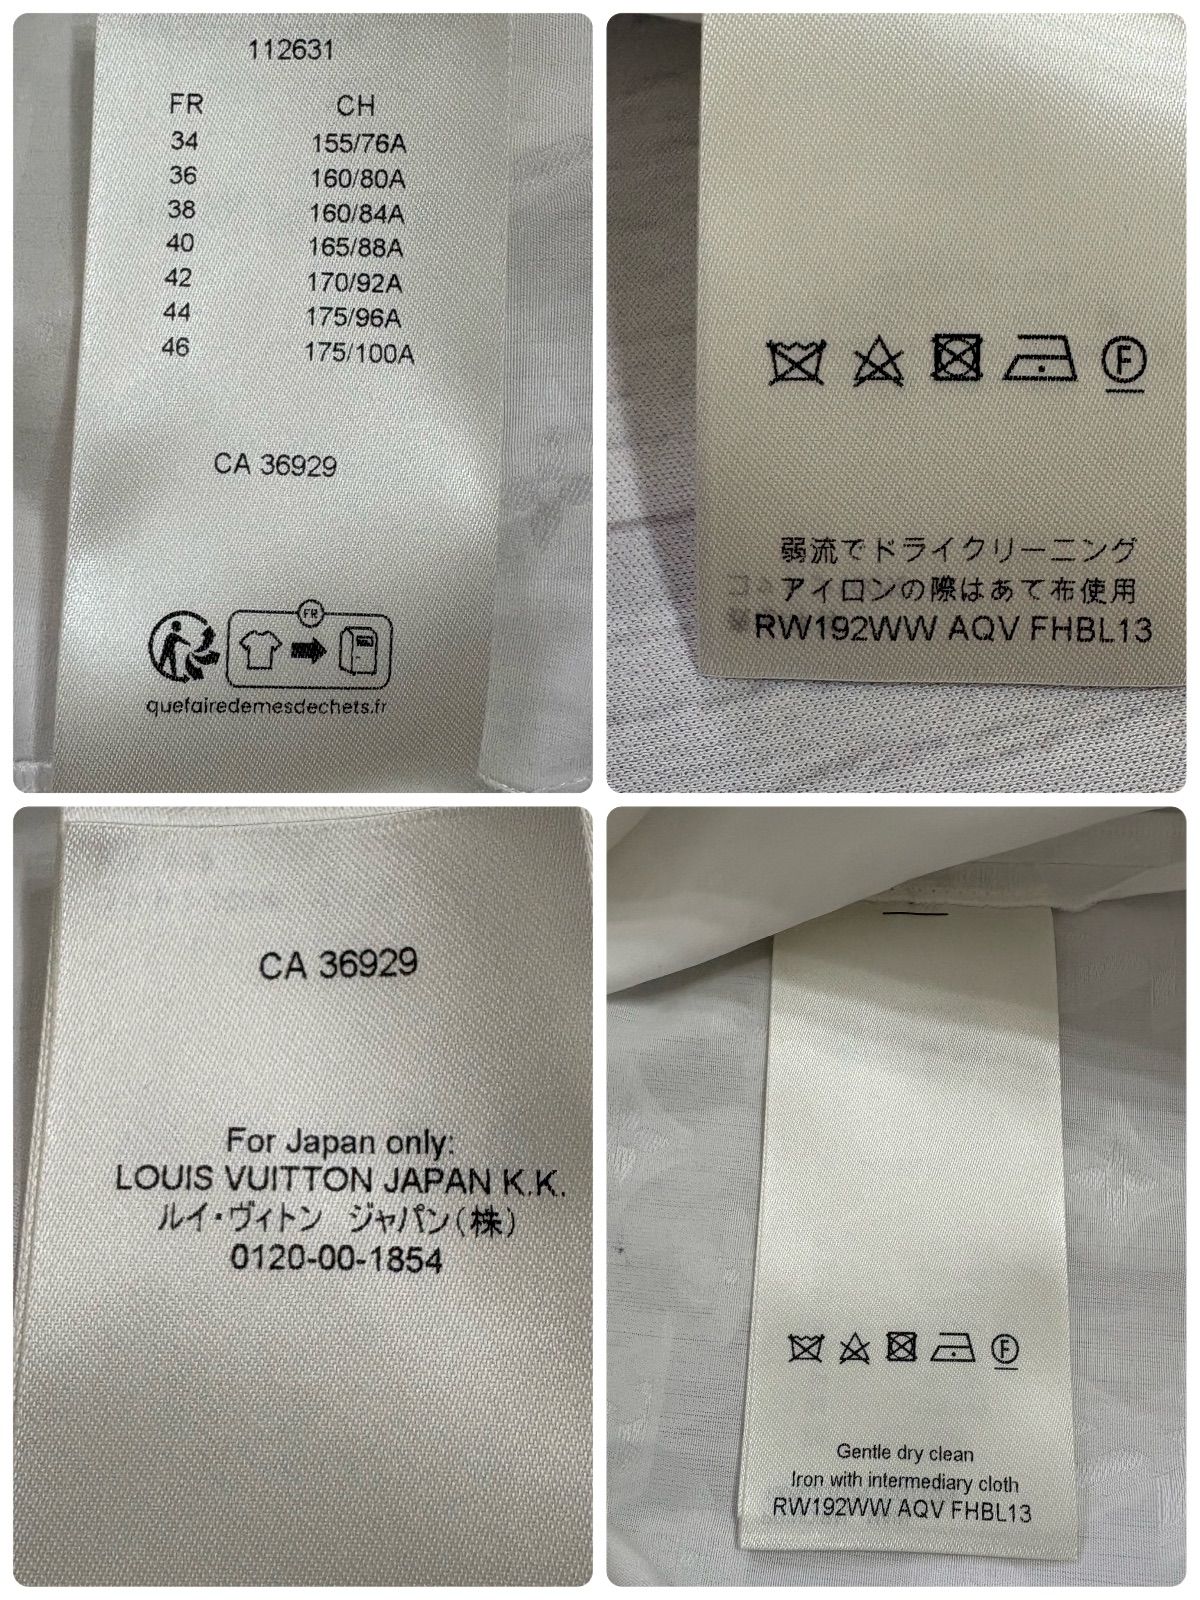 112631
FR CH
34 155/76A
36 160/80A
38 160/84A
40 165/88A
42 170/92A
44 175/96A
46 175/100A
CA 36929
FR
quefairedemesdechets.fr
F
弱流でドライクリーニング
アイロンの際はあて布使用
RW192WW AQV FHBL13
CA 36929
For Japan only:
LOUIS VUITTON JAPAN K.K.
ルイ・ヴィトン ジャパン(株)
0120-00-1854
F
Gentle dry clean
Iron with intermediary cloth
RW192WW AQV FHBL13